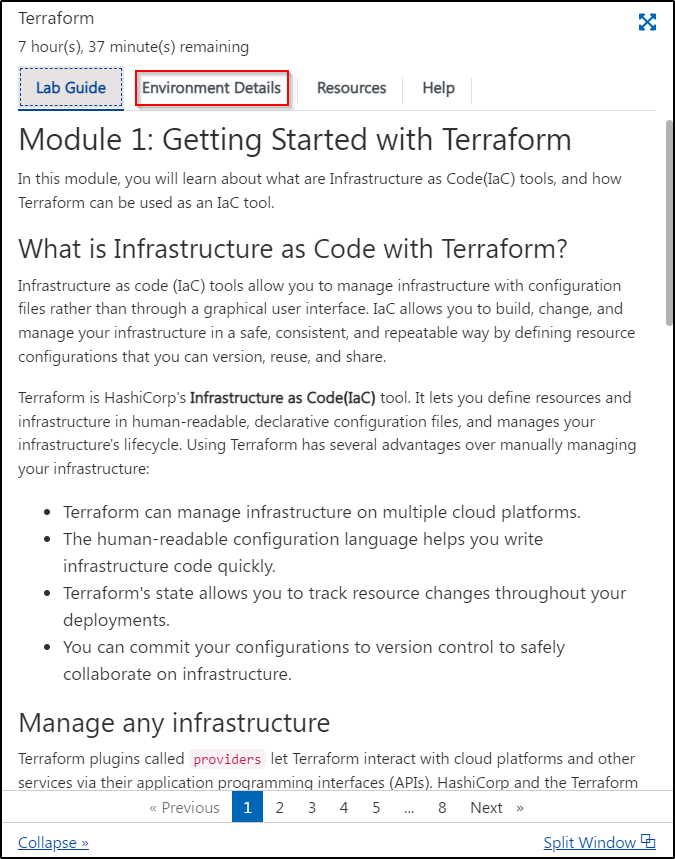 Terraform
7 hour(s), 37 minute(s) remaining
Lab Guide
Environment Details
Resources
Help
Module 1: Getting Started with Terraform
In this module, you will learn about what are Infrastructure as Code(IaC) tools, and how
Terraform can be used as an IaC tool.
What is Infrastructure as Code with Terraform?
Infrastructure as code (IaC) tools allow you to manage infrastructure with configuration
files rather than through a graphical user interface. IaC allows you to build, change, and
manage your infrastructure in a safe, consistent, and repeatable way by defining resource
configurations that you can version, reuse, and share.
Terraform is HashiCorp's Infrastructure as Code(IaC) tool. It lets you define resources and
infrastructure in human-readable, declarative configuration files, and manages your
infrastructure's lifecycle. Using Terraform has several advantages over manually managing
your infrastructure:
• Terraform can manage infrastructure on multiple cloud platforms.
• The human-readable configuration language helps you write
infrastructure code quickly.
• Terraform's state allows you to track resource changes throughout your
deployments.
• You can commit your configurations to version control to safely
collaborate on infrastructure.
Manage any infrastructure
Terraform plugins called providers let Terraform interact with cloud platforms and other
services via their application programming interfaces (APIs). HashiCorp and the Terraform
« Previous 1 2 3 4 5 ... 8 Next »
Collapse »
Split Window